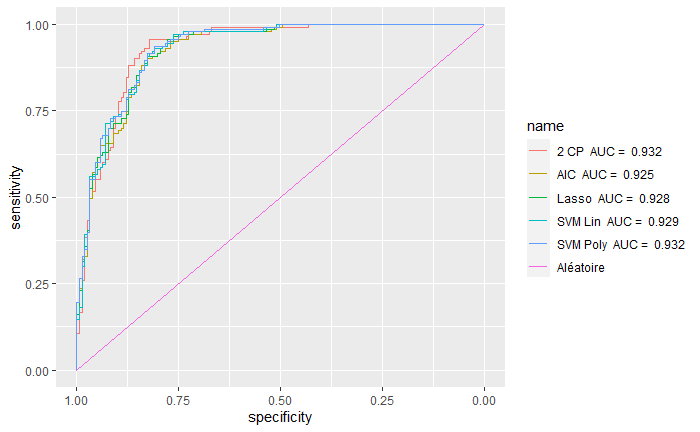 1.00
0.75
0.50
0.25
0.00
sensitivity
1.00 0.75 0.50 0.25 0.00
specificity
name
2 CP AUC = 0.932
AIC AUC = 0.925
Lasso AUC = 0.928
SVM Lin AUC = 0.929
SVM Poly AUC = 0.932
Aléatoire